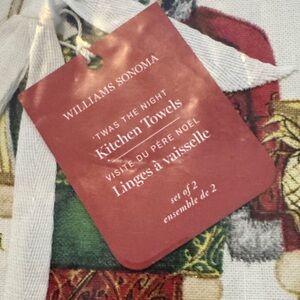 WILLIAMS SONOMA
'TWAS THE NIGHT
Kitchen Towels
VISITE DU PÈRE NOËL
Linges à vaisselle
set of 2
ensemble de 2